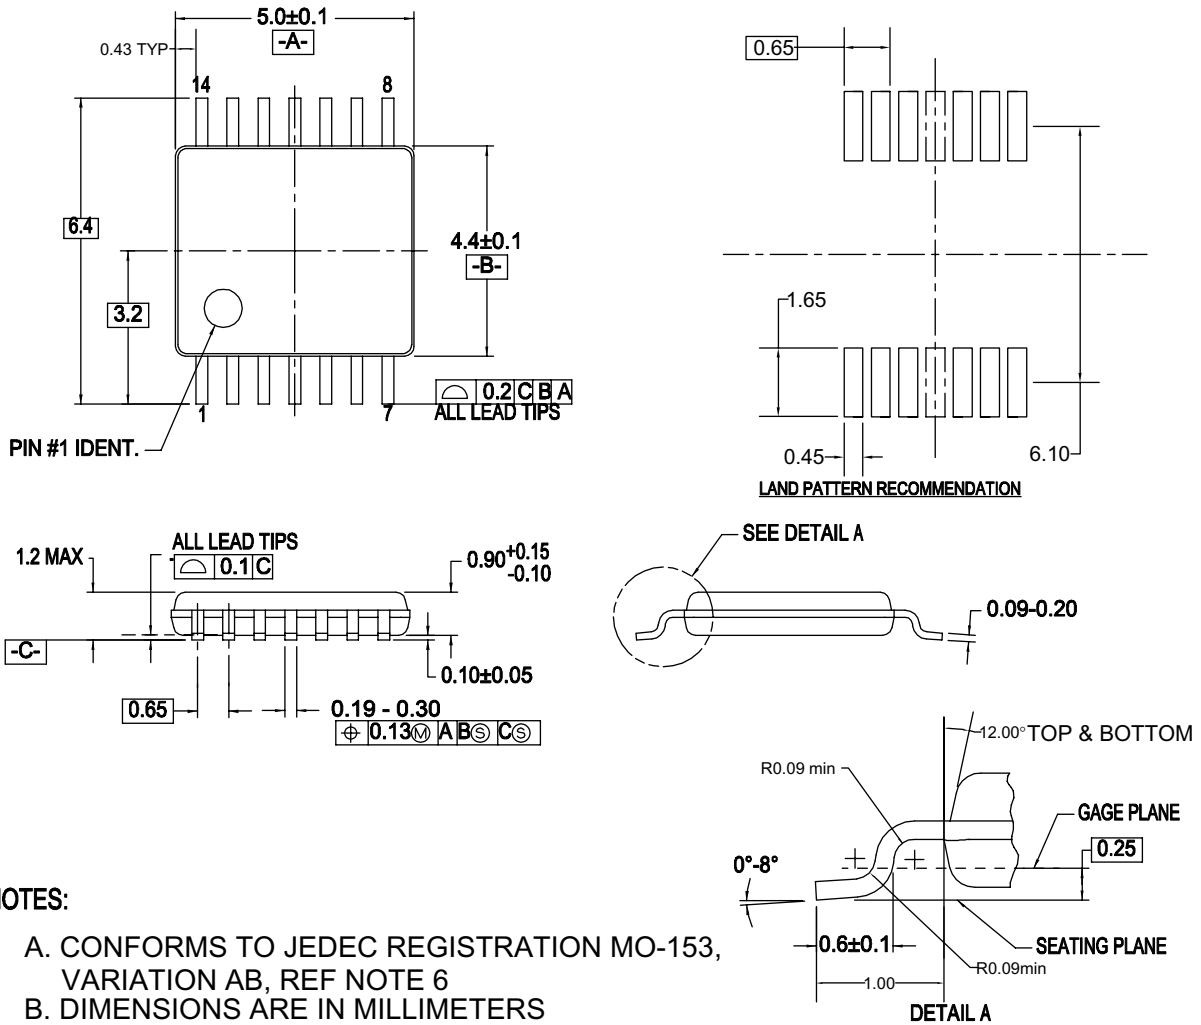 5.0±0.1
-A-
0.43 TYP
14
8
6.4
3.2
4.4±0.1
-B-
0.2 C B A
ALL LEAD TIPS
1
7
PIN #1 IDENT.
0.65
1.65
0.45
6.10
LAND PATTERN RECOMMENDATION
ALL LEAD TIPS
0.1 C
1.2 MAX
0.90 +0.15
-0.10
-C-
0.10±0.05
0.65
0.19 - 0.30
⌖ 0.13Ⓜ A BⓈ CⓈ
SEE DETAIL A
0.09-0.20
12.00° TOP & BOTTOM
R0.09 min
GAGE PLANE
0.25
0°-8°
0.6±0.1
SEATING PLANE
R0.09min
1.00
DETAIL A
NOTES:
A. CONFORMS TO JEDEC REGISTRATION MO-153,
VARIATION AB, REF NOTE 6
B. DIMENSIONS ARE IN MILLIMETERS